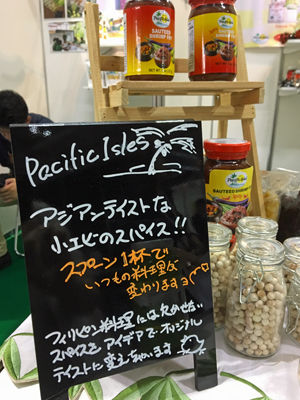 SAUTEED
SHRIMP PASTE
Pacific Isles
アジアンテイストな
小エビのスパイス!!
スプーン1杯で
いつもの料理が
変わりますョ
フィリピン料理には欠かせない
スパイスを アイデアで オリジナル
テイストに変えちゃいます
SAUTEED
SHRIMP PASTE